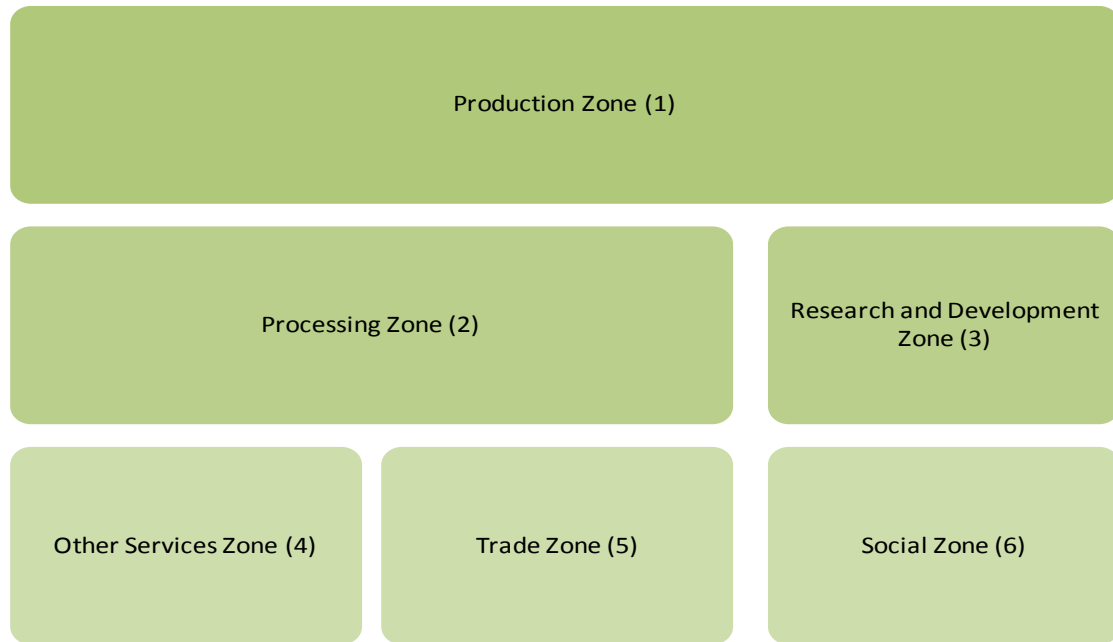 Production Zone (1)
Processing Zone (2)
Research and Development
Zone (3)
Other Services Zone (4)
Trade Zone (5)
Social Zone (6)